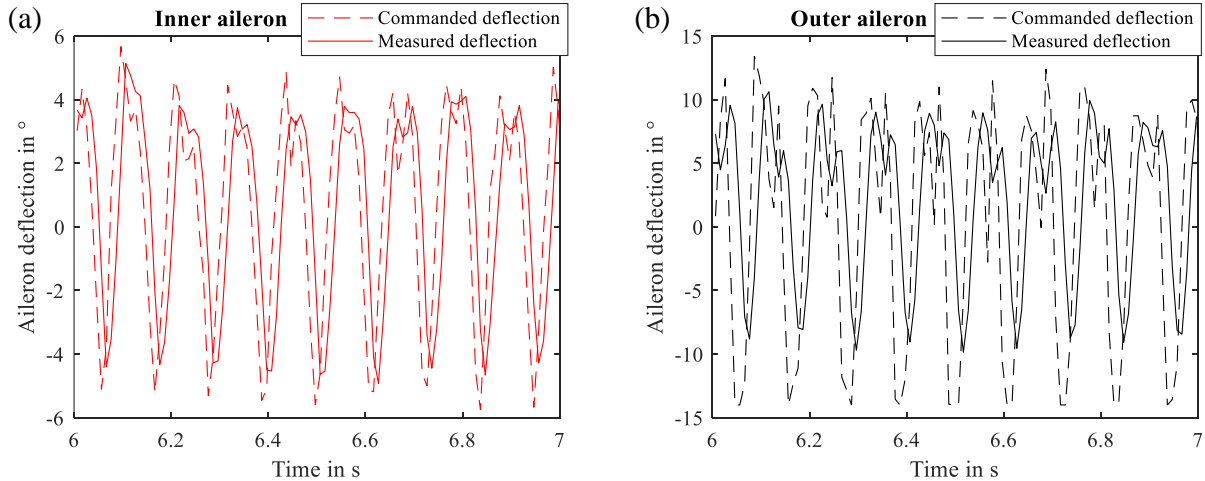 (a)
Inner aileron
Commanded deflection
Measured deflection
6
4
2
0
-2
-4
-6
Aileron deflection in °
6
6.2
6.4
6.6
6.8
7
Time in s
(b)
Outer aileron
Commanded deflection
Measured deflection
15
10
5
0
-5
-10
-15
Aileron deflection in °
6
6.2
6.4
6.6
6.8
7
Time in s